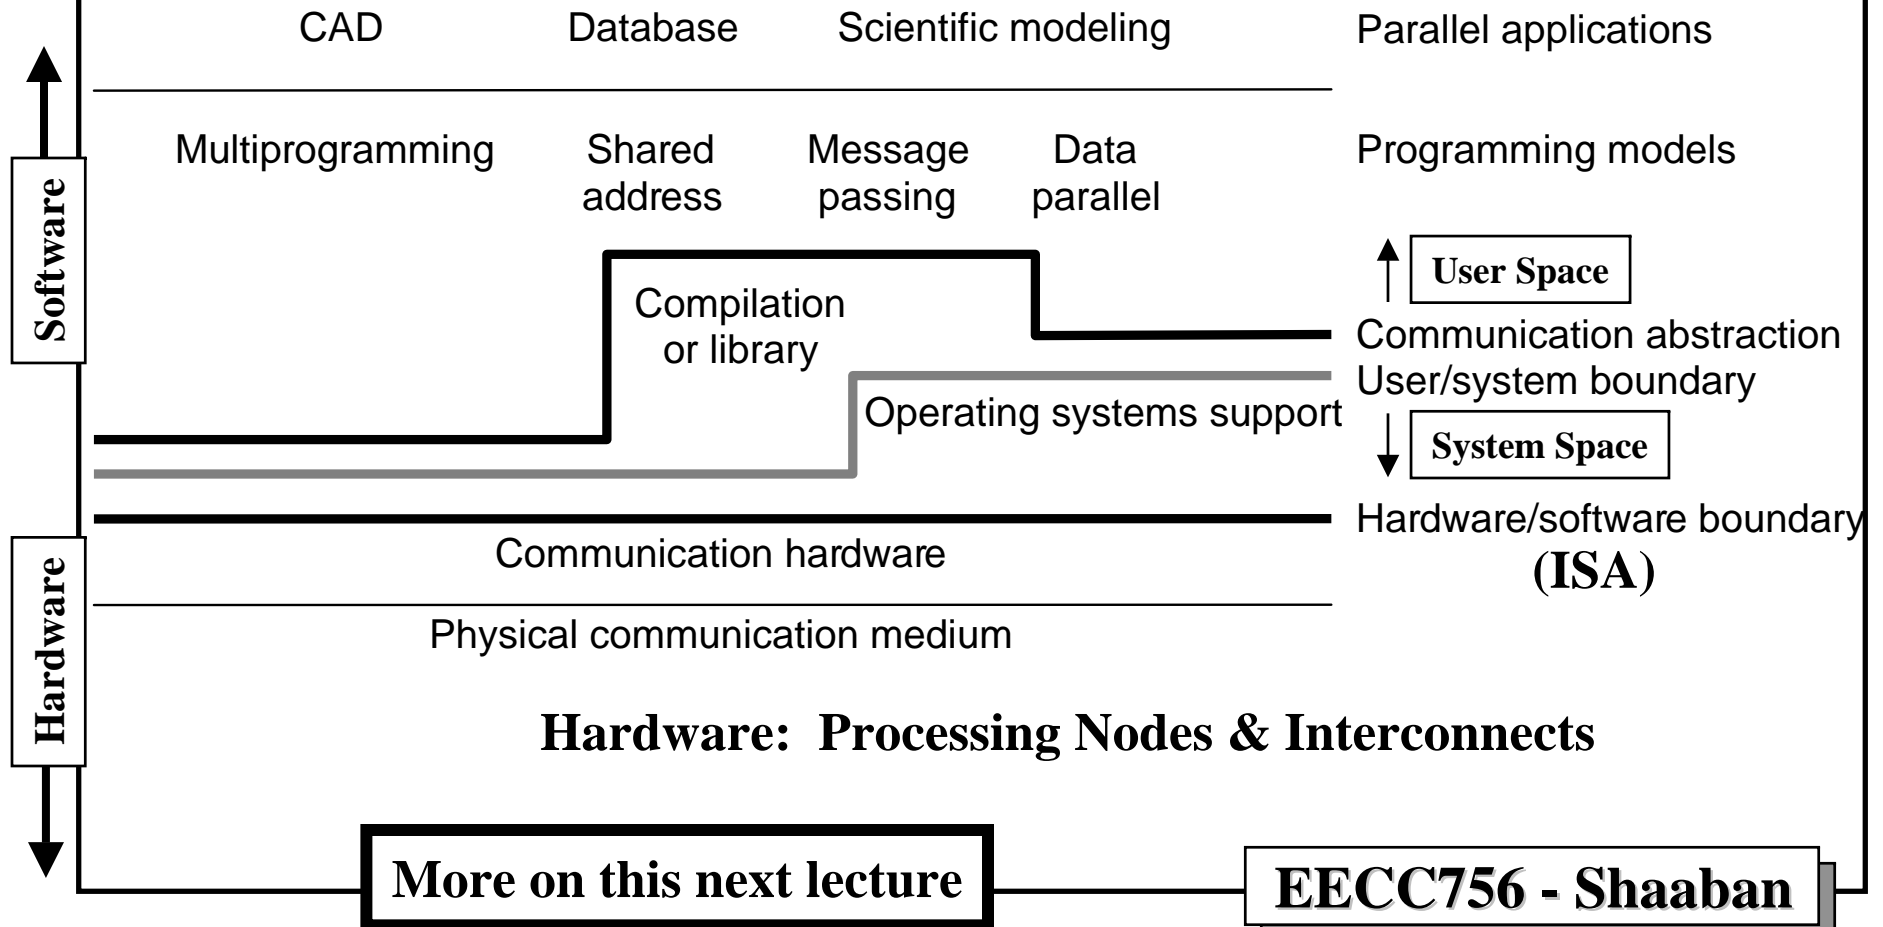 CAD Database Scientific modeling Parallel applications
Multiprogramming Shared address Message passing Data parallel Programming models
Software
User Space
Compilation
or library
Communication abstraction
User/system boundary
Operating systems support
System Space
Hardware/software boundary
(ISA)
Communication hardware
Hardware
Physical communication medium
Hardware: Processing Nodes & Interconnects
More on this next lecture
EECC756 - Shaaban